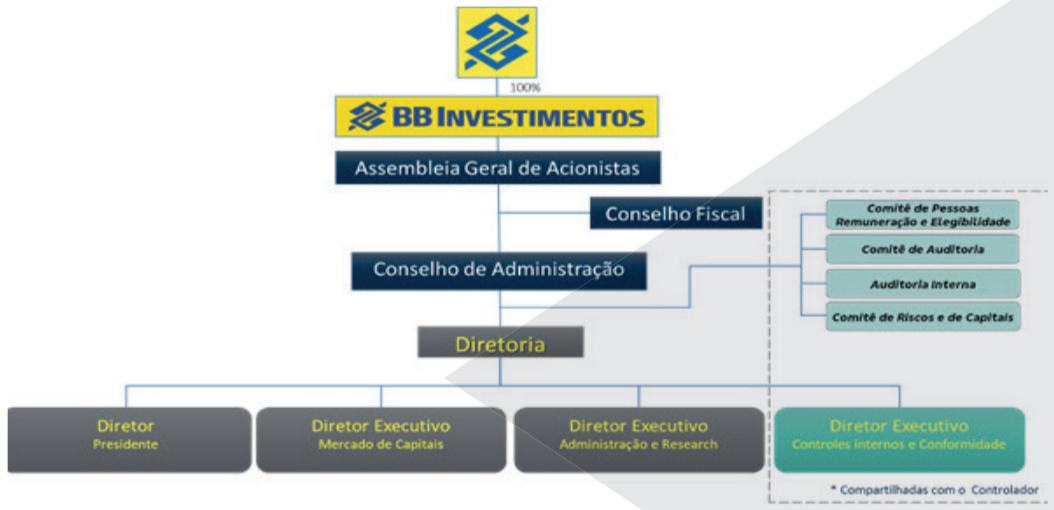 100%
BB INVESTIMENTOS
Assembleia Geral de Acionistas
Conselho Fiscal
Conselho de Administração
Comitê de Pessoas
Remuneração e Elegibilidade
Comitê de Auditoria
Auditoria Interna
Comitê de Riscos e de Capitais
Diretoria
Diretor
Presidente
Diretor Executivo
Mercado de Capitais
Diretor Executivo
Administração e Research
Diretor Executivo
Controles Internos e Conformidade
* Compartilhadas com o Controlador